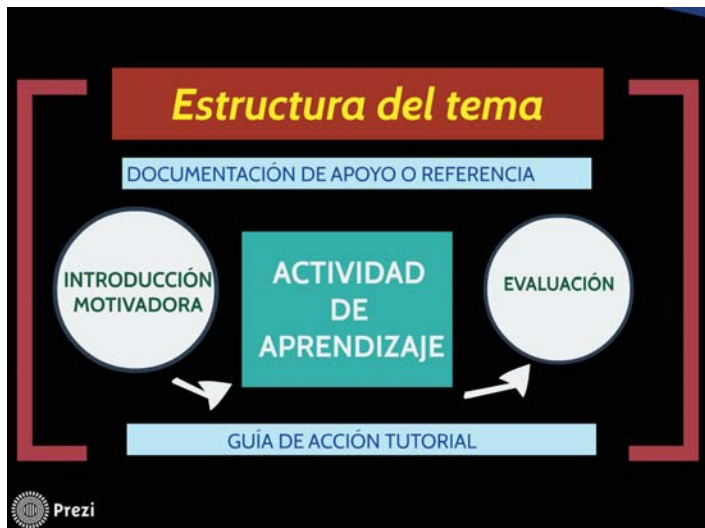 Estructura del tema
DOCUMENTACIÓN DE APOYO O REFERENCIA
INTRODUCCIÓN
MOTIVADORA
ACTIVIDAD
DE
APRENDIZAJE
EVALUACIÓN
GUÍA DE ACCIÓN TUTORIAL
Prezi